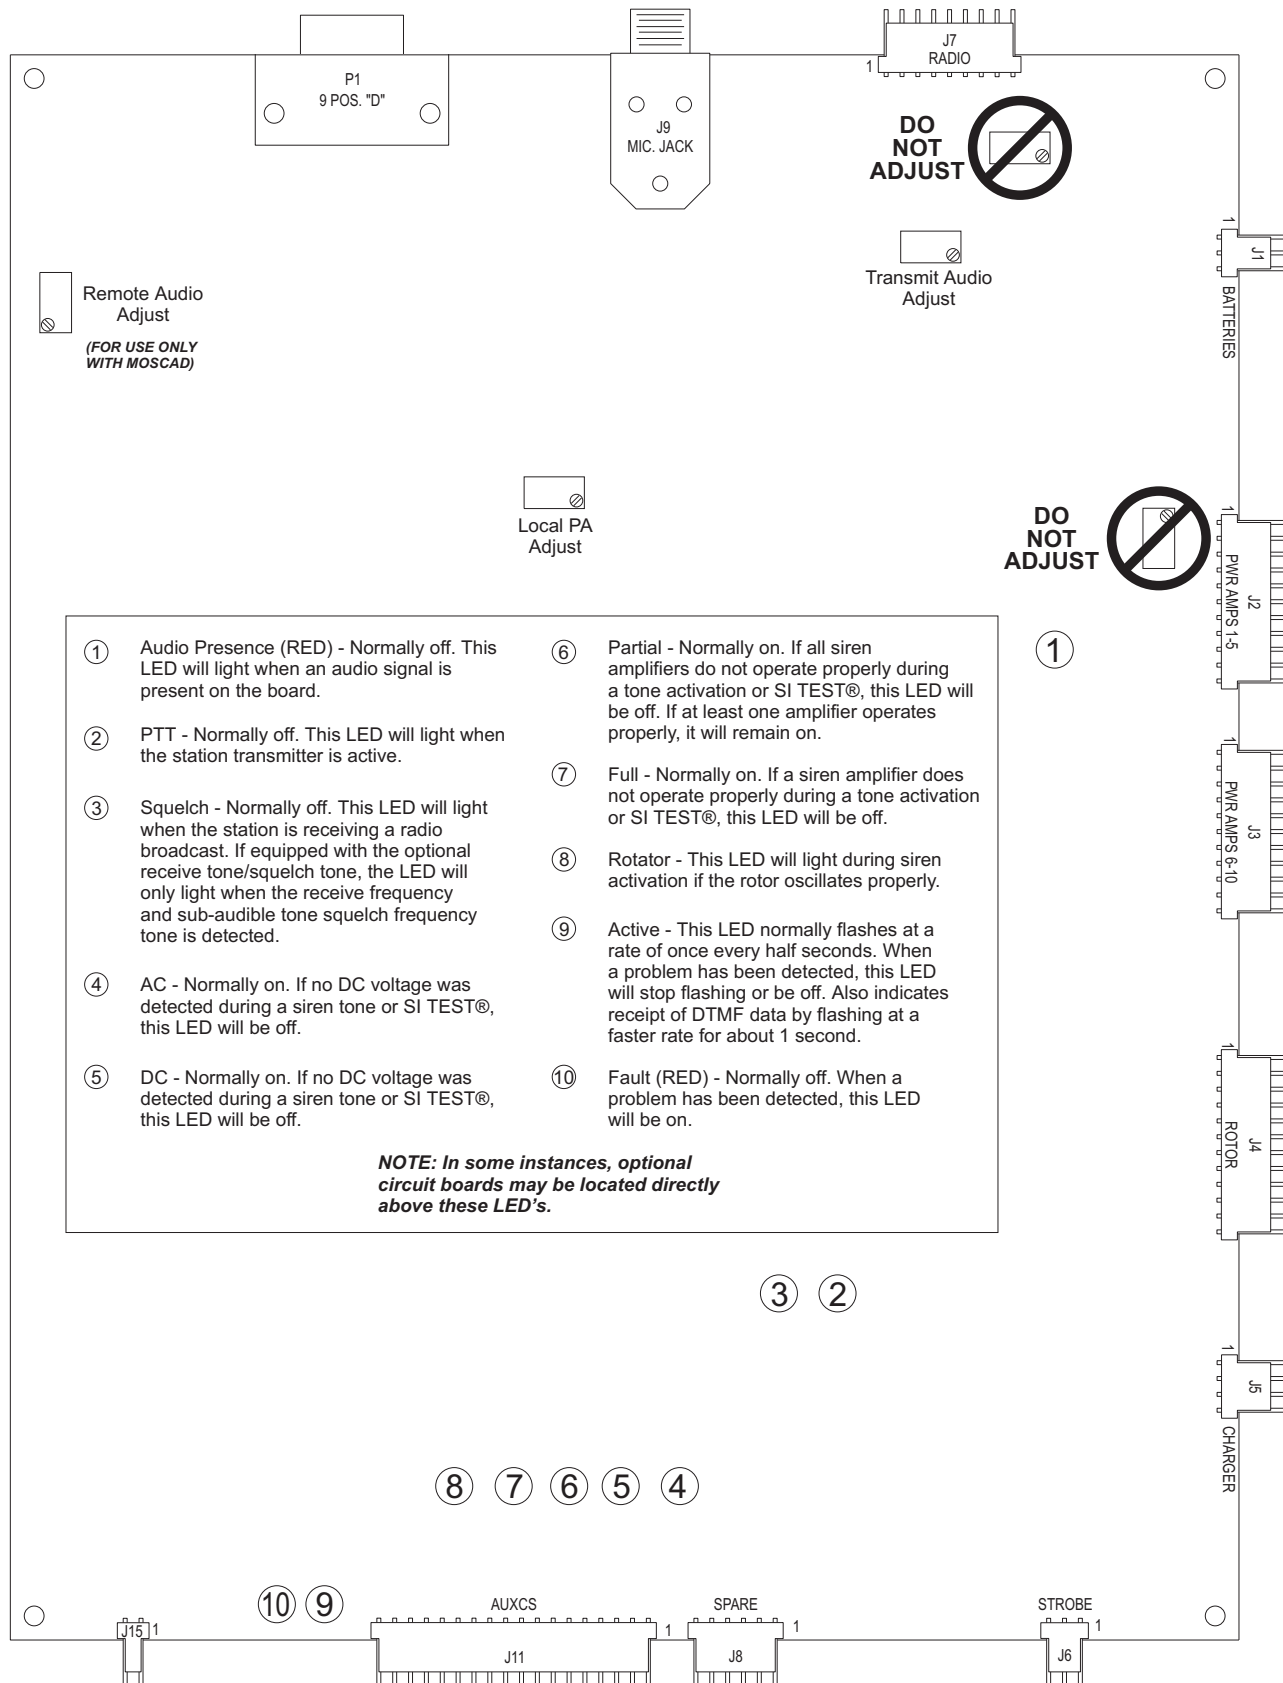 P1
9 POS. "D"
J9
MIC. JACK
J7
RADIO
1
DO
NOT
ADJUST
Transmit Audio
Adjust
Remote Audio
Adjust
(FOR USE ONLY
WITH MOSCAD)
1
J1
BATTERIES
Local PA
Adjust
DO
NOT
ADJUST
1
J2
PWR AMPS 1-5
1
1 Audio Presence (RED) - Normally off. This
LED will light when an audio signal is
present on the board.
2 PTT - Normally off. This LED will light when
the station transmitter is active.
3 Squelch - Normally off. This LED will light
when the station is receiving a radio
broadcast. If equipped with the optional
receive tone/squelch tone, the LED will
only light when the receive frequency
and sub-audible tone squelch frequency
tone is detected.
4 AC - Normally on. If no DC voltage was
detected during a siren tone or SI TEST®,
this LED will be off.
5 DC - Normally on. If no DC voltage was
detected during a siren tone or SI TEST®,
this LED will be off.
6 Partial - Normally on. If all siren
amplifiers do not operate properly during
a tone activation or SI TEST®, this LED will
be off. If at least one amplifier operates
properly, it will remain on.
7 Full - Normally on. If a siren amplifier does
not operate properly during a tone activation
or SI TEST®, this LED will be off.
8 Rotator - This LED will light during siren
activation if the rotor oscillates properly.
9 Active - This LED normally flashes at a
rate of once every half seconds. When
a problem has been detected, this LED
will stop flashing or be off. Also indicates
receipt of DTMF data by flashing at a
faster rate for about 1 second.
10 Fault (RED) - Normally off. When a
problem has been detected, this LED
will be on.
NOTE: In some instances, optional
circuit boards may be located directly
above these LED's.
1
J3
PWR AMPS 6-10
1
J4
ROTOR
3 2
1
J5
CHARGER
8 7 6 5 4
10 9
J15 1
AUXCS
J11
1
SPARE
J8
1
STROBE
J6
1